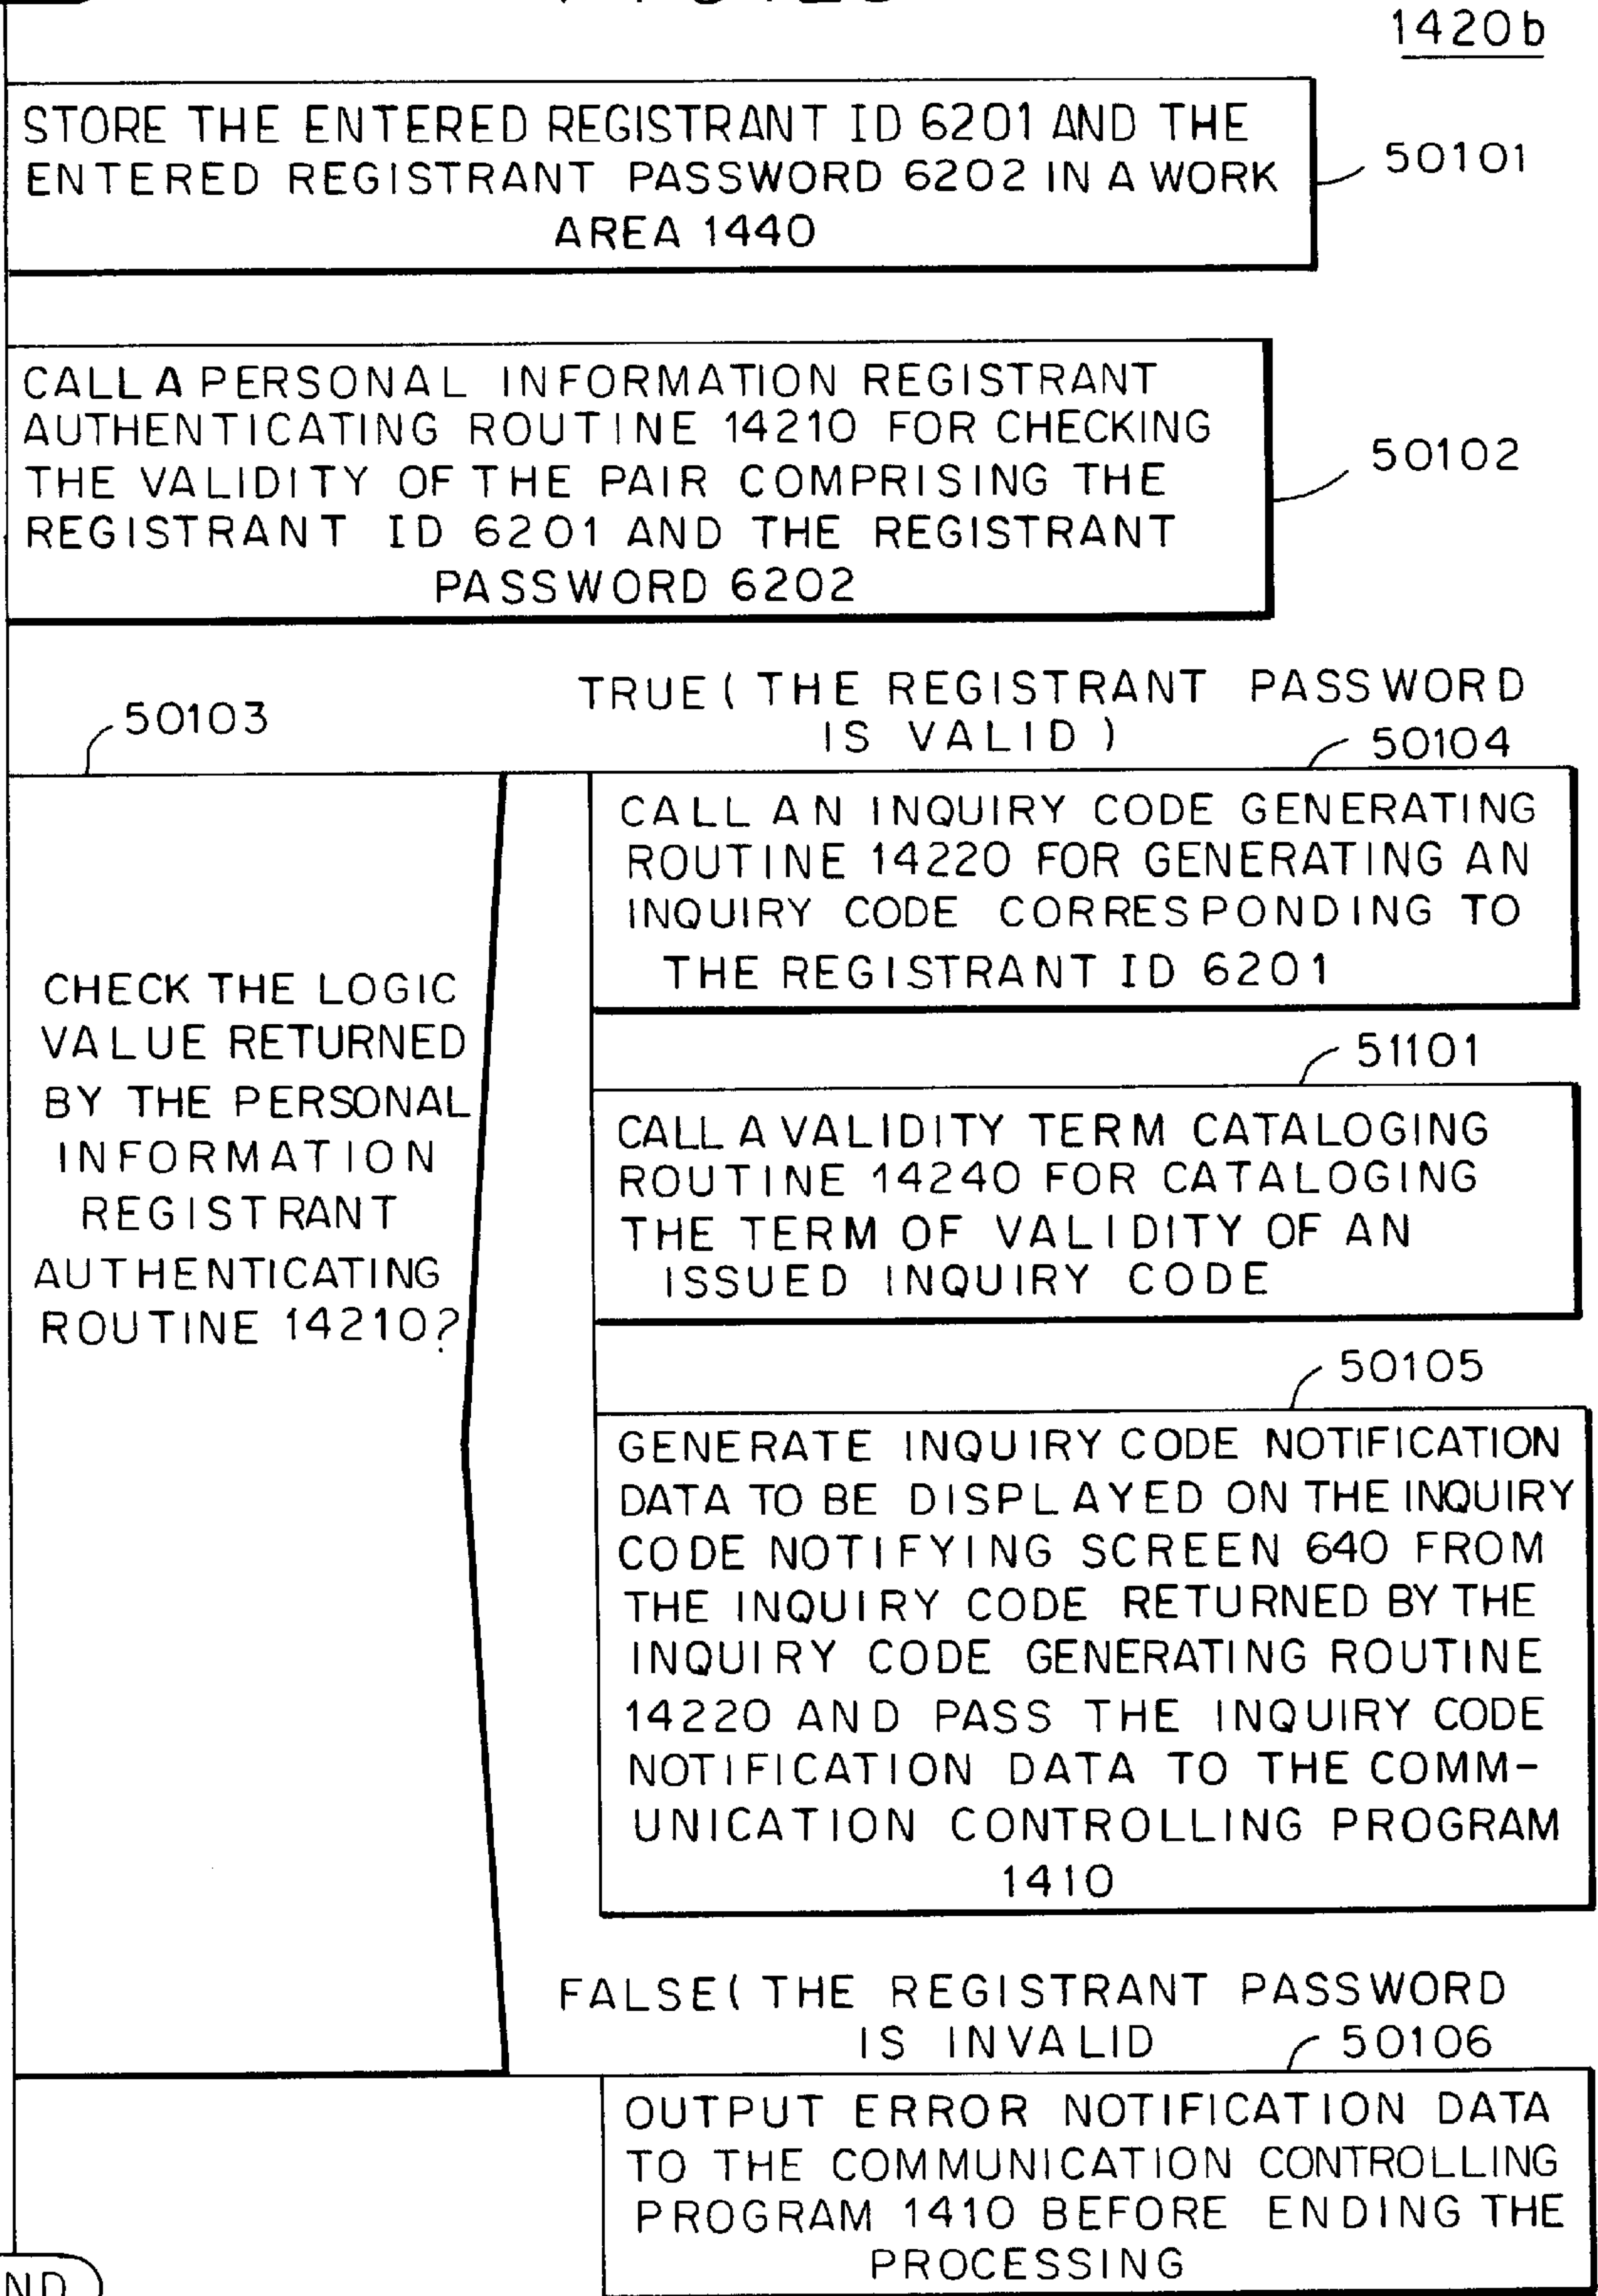 1420b
STORE THE ENTERED REGISTRANT ID 6201 AND THE
ENTERED REGISTRANT PASSWORD 6202 IN A WORK
AREA 1440
50101
CALL A PERSONAL INFORMATION REGISTRANT
AUTHENTICATING ROUTINE 14210 FOR CHECKING
THE VALIDITY OF THE PAIR COMPRISING THE
REGISTRANT ID 6201 AND THE REGISTRANT
PASSWORD 6202
50102
50103
TRUE ( THE REGISTRANT PASSWORD
IS VALID )
50104
CALL AN INQUIRY CODE GENERATING
ROUTINE 14220 FOR GENERATING AN
INQUIRY CODE CORRESPONDING TO
THE REGISTRANT ID 6201
CHECK THE LOGIC
VALUE RETURNED
BY THE PERSONAL
INFORMATION
REGISTRANT
AUTHENTICATING
ROUTINE 14210?
51101
CALL A VALIDITY TERM CATALOGING
ROUTINE 14240 FOR CATALOGING
THE TERM OF VALIDITY OF AN
ISSUED INQUIRY CODE
50105
GENERATE INQUIRY CODE NOTIFICATION
DATA TO BE DISPLAYED ON THE INQUIRY
CODE NOTIFYING SCREEN 640 FROM
THE INQUIRY CODE RETURNED BY THE
INQUIRY CODE GENERATING ROUTINE
14220 AND PASS THE INQUIRY CODE
NOTIFICATION DATA TO THE COMM-
UNICATION CONTROLLING PROGRAM
1410
FALSE ( THE REGISTRANT PASSWORD
IS INVALID
50106
OUTPUT ERROR NOTIFICATION DATA
TO THE COMMUNICATION CONTROLLING
PROGRAM 1410 BEFORE ENDING THE
PROCESSING